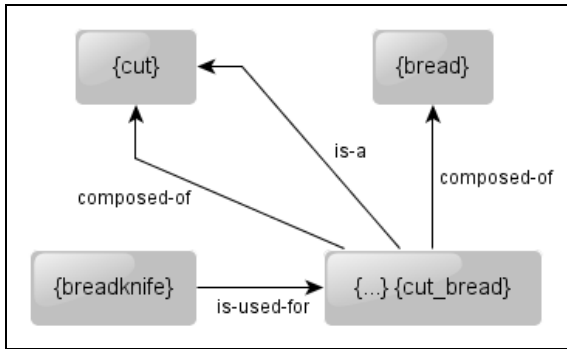 {cut}
{bread}
is-a
composed-of
composed-of
{breadknife}
{...} {cut_bread}
is-used-for